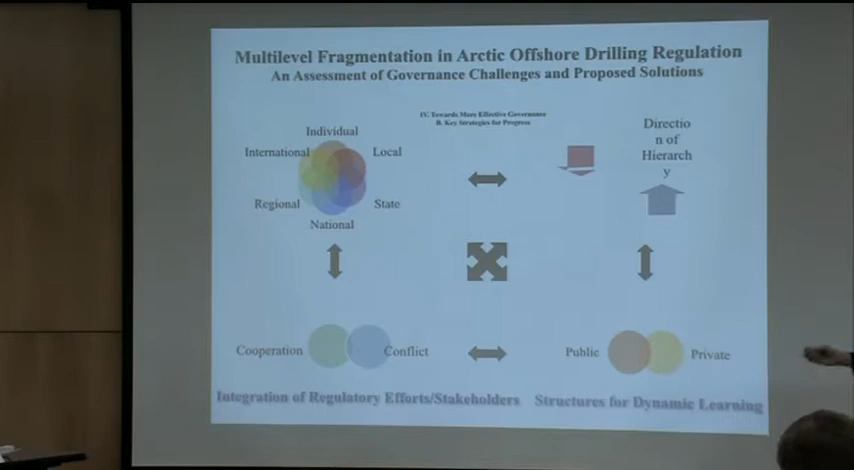 Multilevel Fragmentation in Arctic Offshore Drilling Regulation
An Assessment of Governance Challenges and Proposed Solutions
IV. Towards More Effective Governance
B. Key Strategies for Progress
Individual
International
Local
Regional
State
National
Directio
n of
Hierarch
y
Cooperation
Conflict
Public
Private
Integration of Regulatory Efforts/Stakeholders
Structures for Dynamic Learning